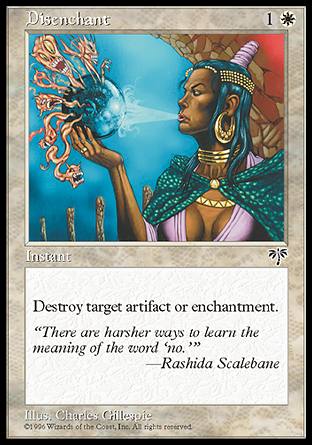 Disenchant 1
Instant
Destroy target artifact or enchantment.
“There are harsher ways to learn the
meaning of the word ‘no.’”
—Rashida Scalebane
Illus. Charles Gillespie
©1996 Wizards of the Coast, Inc. All rights reserved.